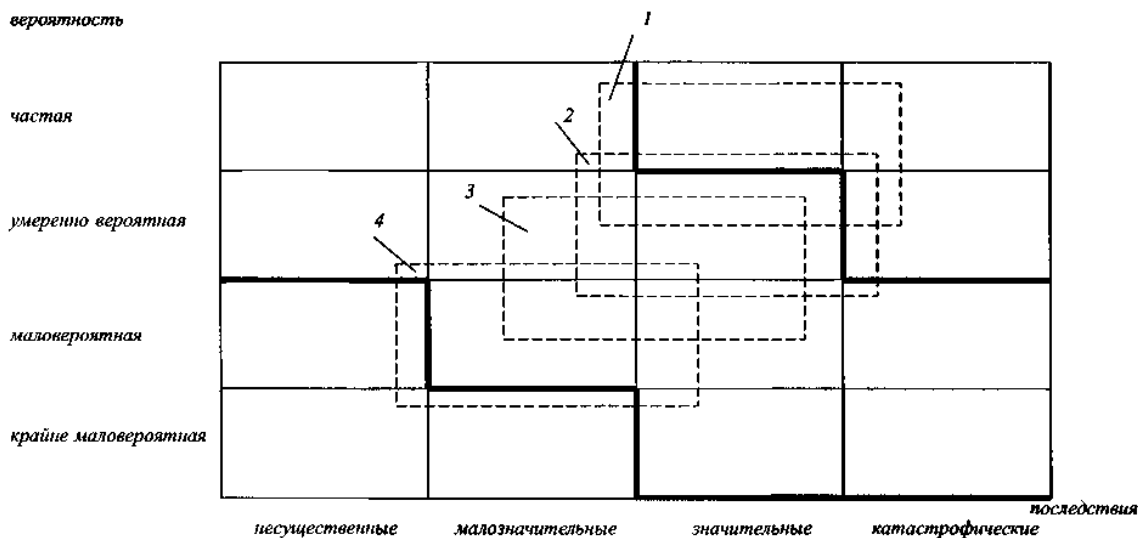 вероятность
1
частая
2
умеренно вероятная
3
4
маловероятная
крайне маловероятная
последствия
несущественные малозначительные значительные катастрофические